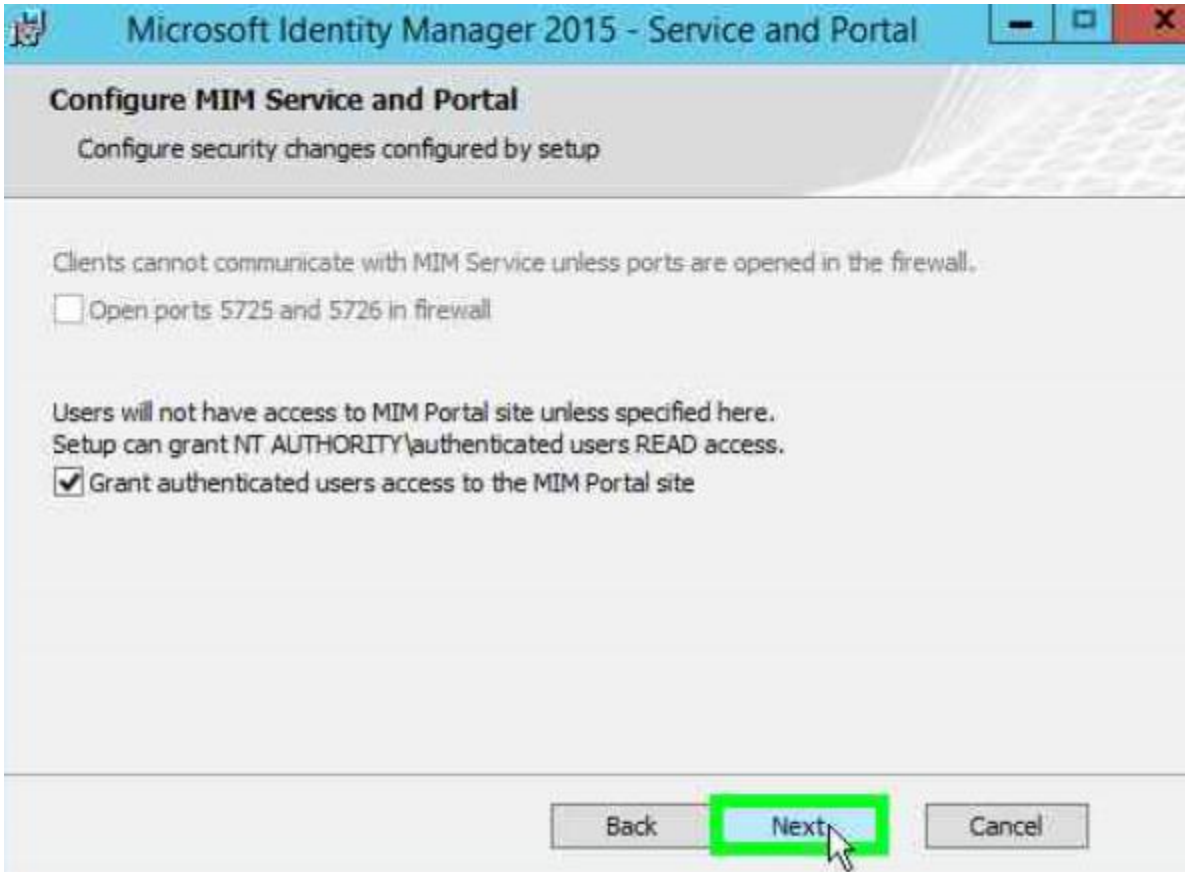 Microsoft Identity Manager 2015 - Service and Portal
Configure MIM Service and Portal
Configure security changes configured by setup
Clients cannot communicate with MIM Service unless ports are opened in the firewall.
Open ports 5725 and 5726 in firewall
Users will not have access to MIM Portal site unless specified here.
Setup can grant NT AUTHORITY\authenticated users READ access.
Grant authenticated users access to the MIM Portal site
Back Next Cancel